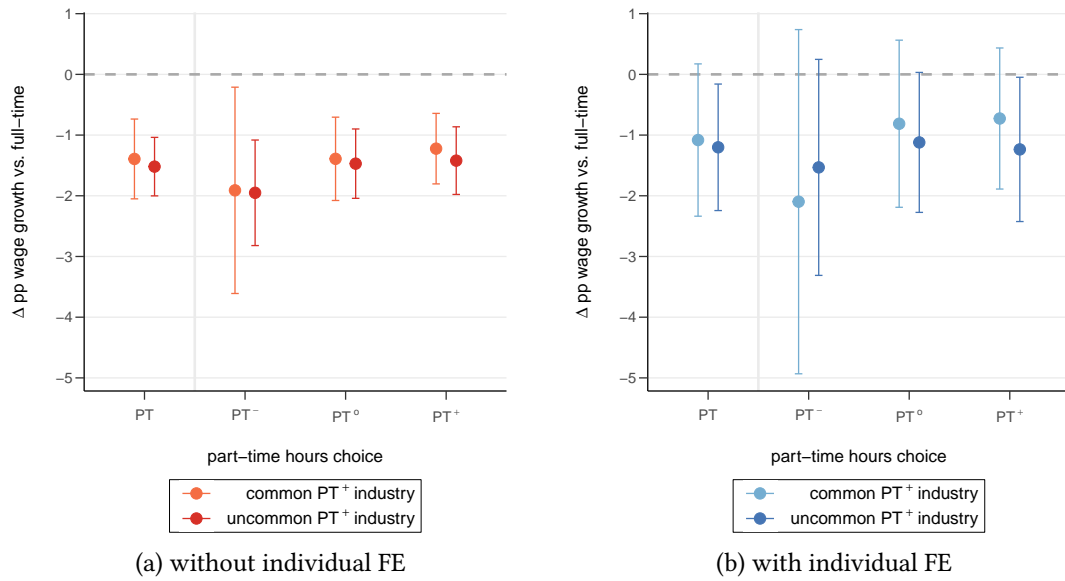 1
0
−1
−2
−3
−4
−5
Δ pp wage growth vs. full−time
PT
PT⁻
PT°
PT⁺
part−time hours choice
common PT⁺ industry
uncommon PT⁺ industry
(a) without individual FE
1
0
−1
−2
−3
−4
−5
Δ pp wage growth vs. full−time
PT
PT⁻
PT°
PT⁺
part−time hours choice
common PT⁺ industry
uncommon PT⁺ industry
(b) with individual FE